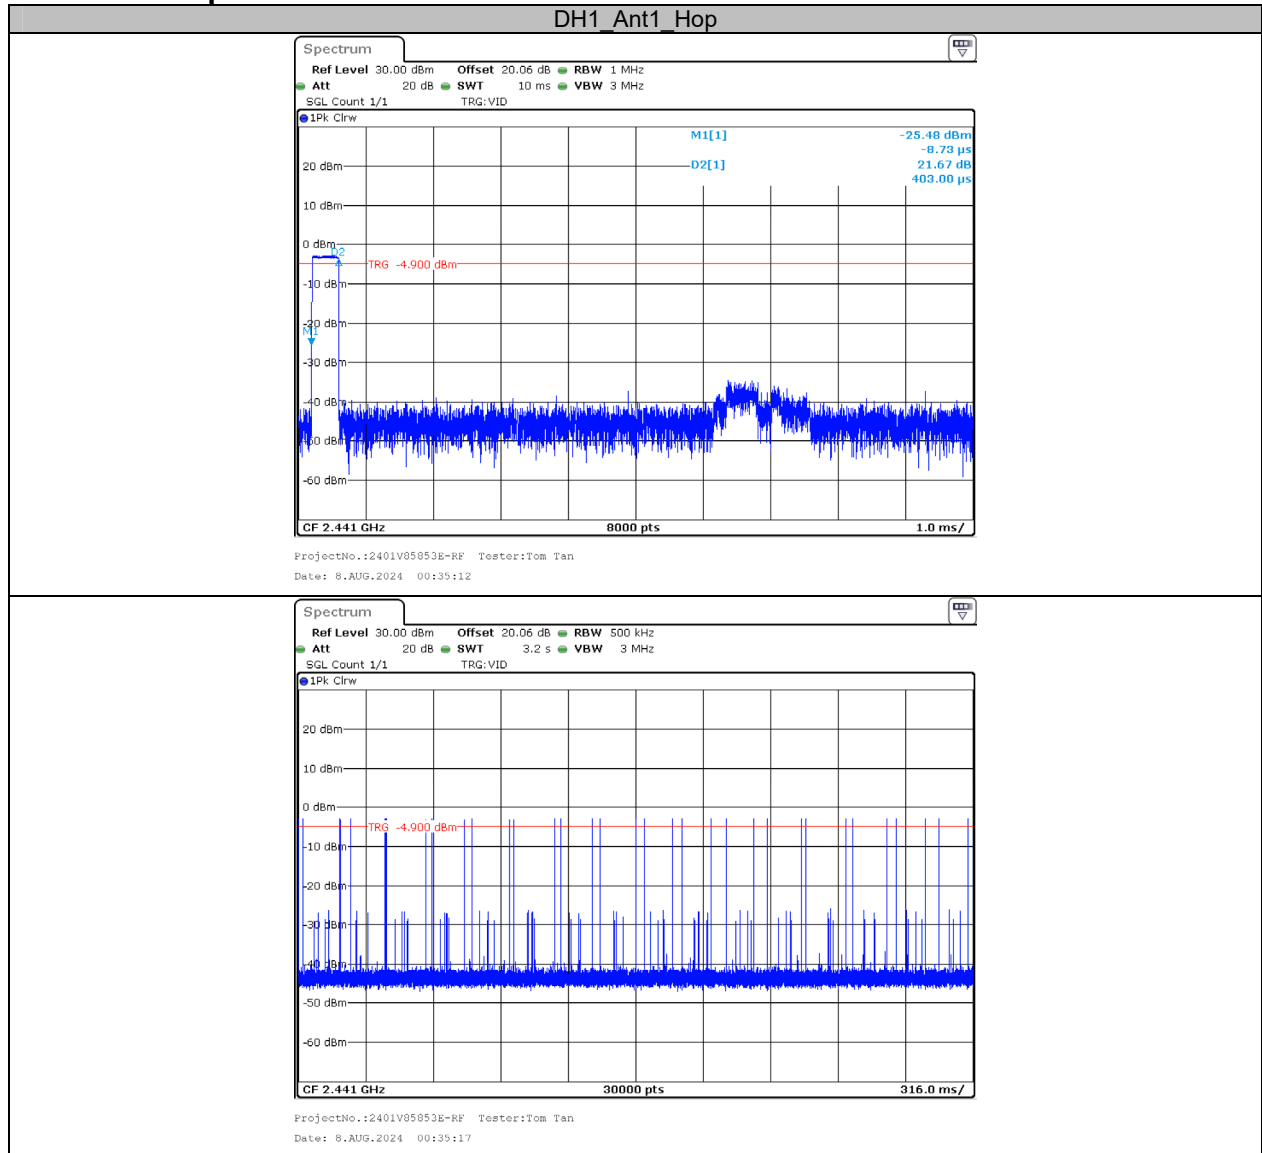 DH1_Ant1_Hop
Spectrum
Ref Level 30.00 dBm Offset 20.06 dB RBW 1 MHz
Att 20 dB SWT 10 ms VBW 3 MHz
SGL Count 1/1 TRG:VID
1Pk Clrw
M1[1] -25.48 dBm
-8.73 µs
20 dBm D2[1] 21.67 dB
403.00 µs
10 dBm
0 dBm
D2
TRG -4.900 dBm
-10 dBm
-20 dBm
M1
-30 dBm
-40 dBm
-50 dBm
-60 dBm
CF 2.441 GHz 8000 pts 1.0 ms/
ProjectNo.:2401V85853E-RF Tester:Tom Tan
Date: 8.AUG.2024 00:35:12
Spectrum
Ref Level 30.00 dBm Offset 20.06 dB RBW 500 kHz
Att 20 dB SWT 3.2 s VBW 3 MHz
SGL Count 1/1 TRG:VID
1Pk Clrw
20 dBm
10 dBm
0 dBm
TRG -4.900 dBm
-10 dBm
-20 dBm
-30 dBm
-40 dBm
-50 dBm
-60 dBm
CF 2.441 GHz 30000 pts 316.0 ms/
ProjectNo.:2401V85853E-RF Tester:Tom Tan
Date: 8.AUG.2024 00:35:17